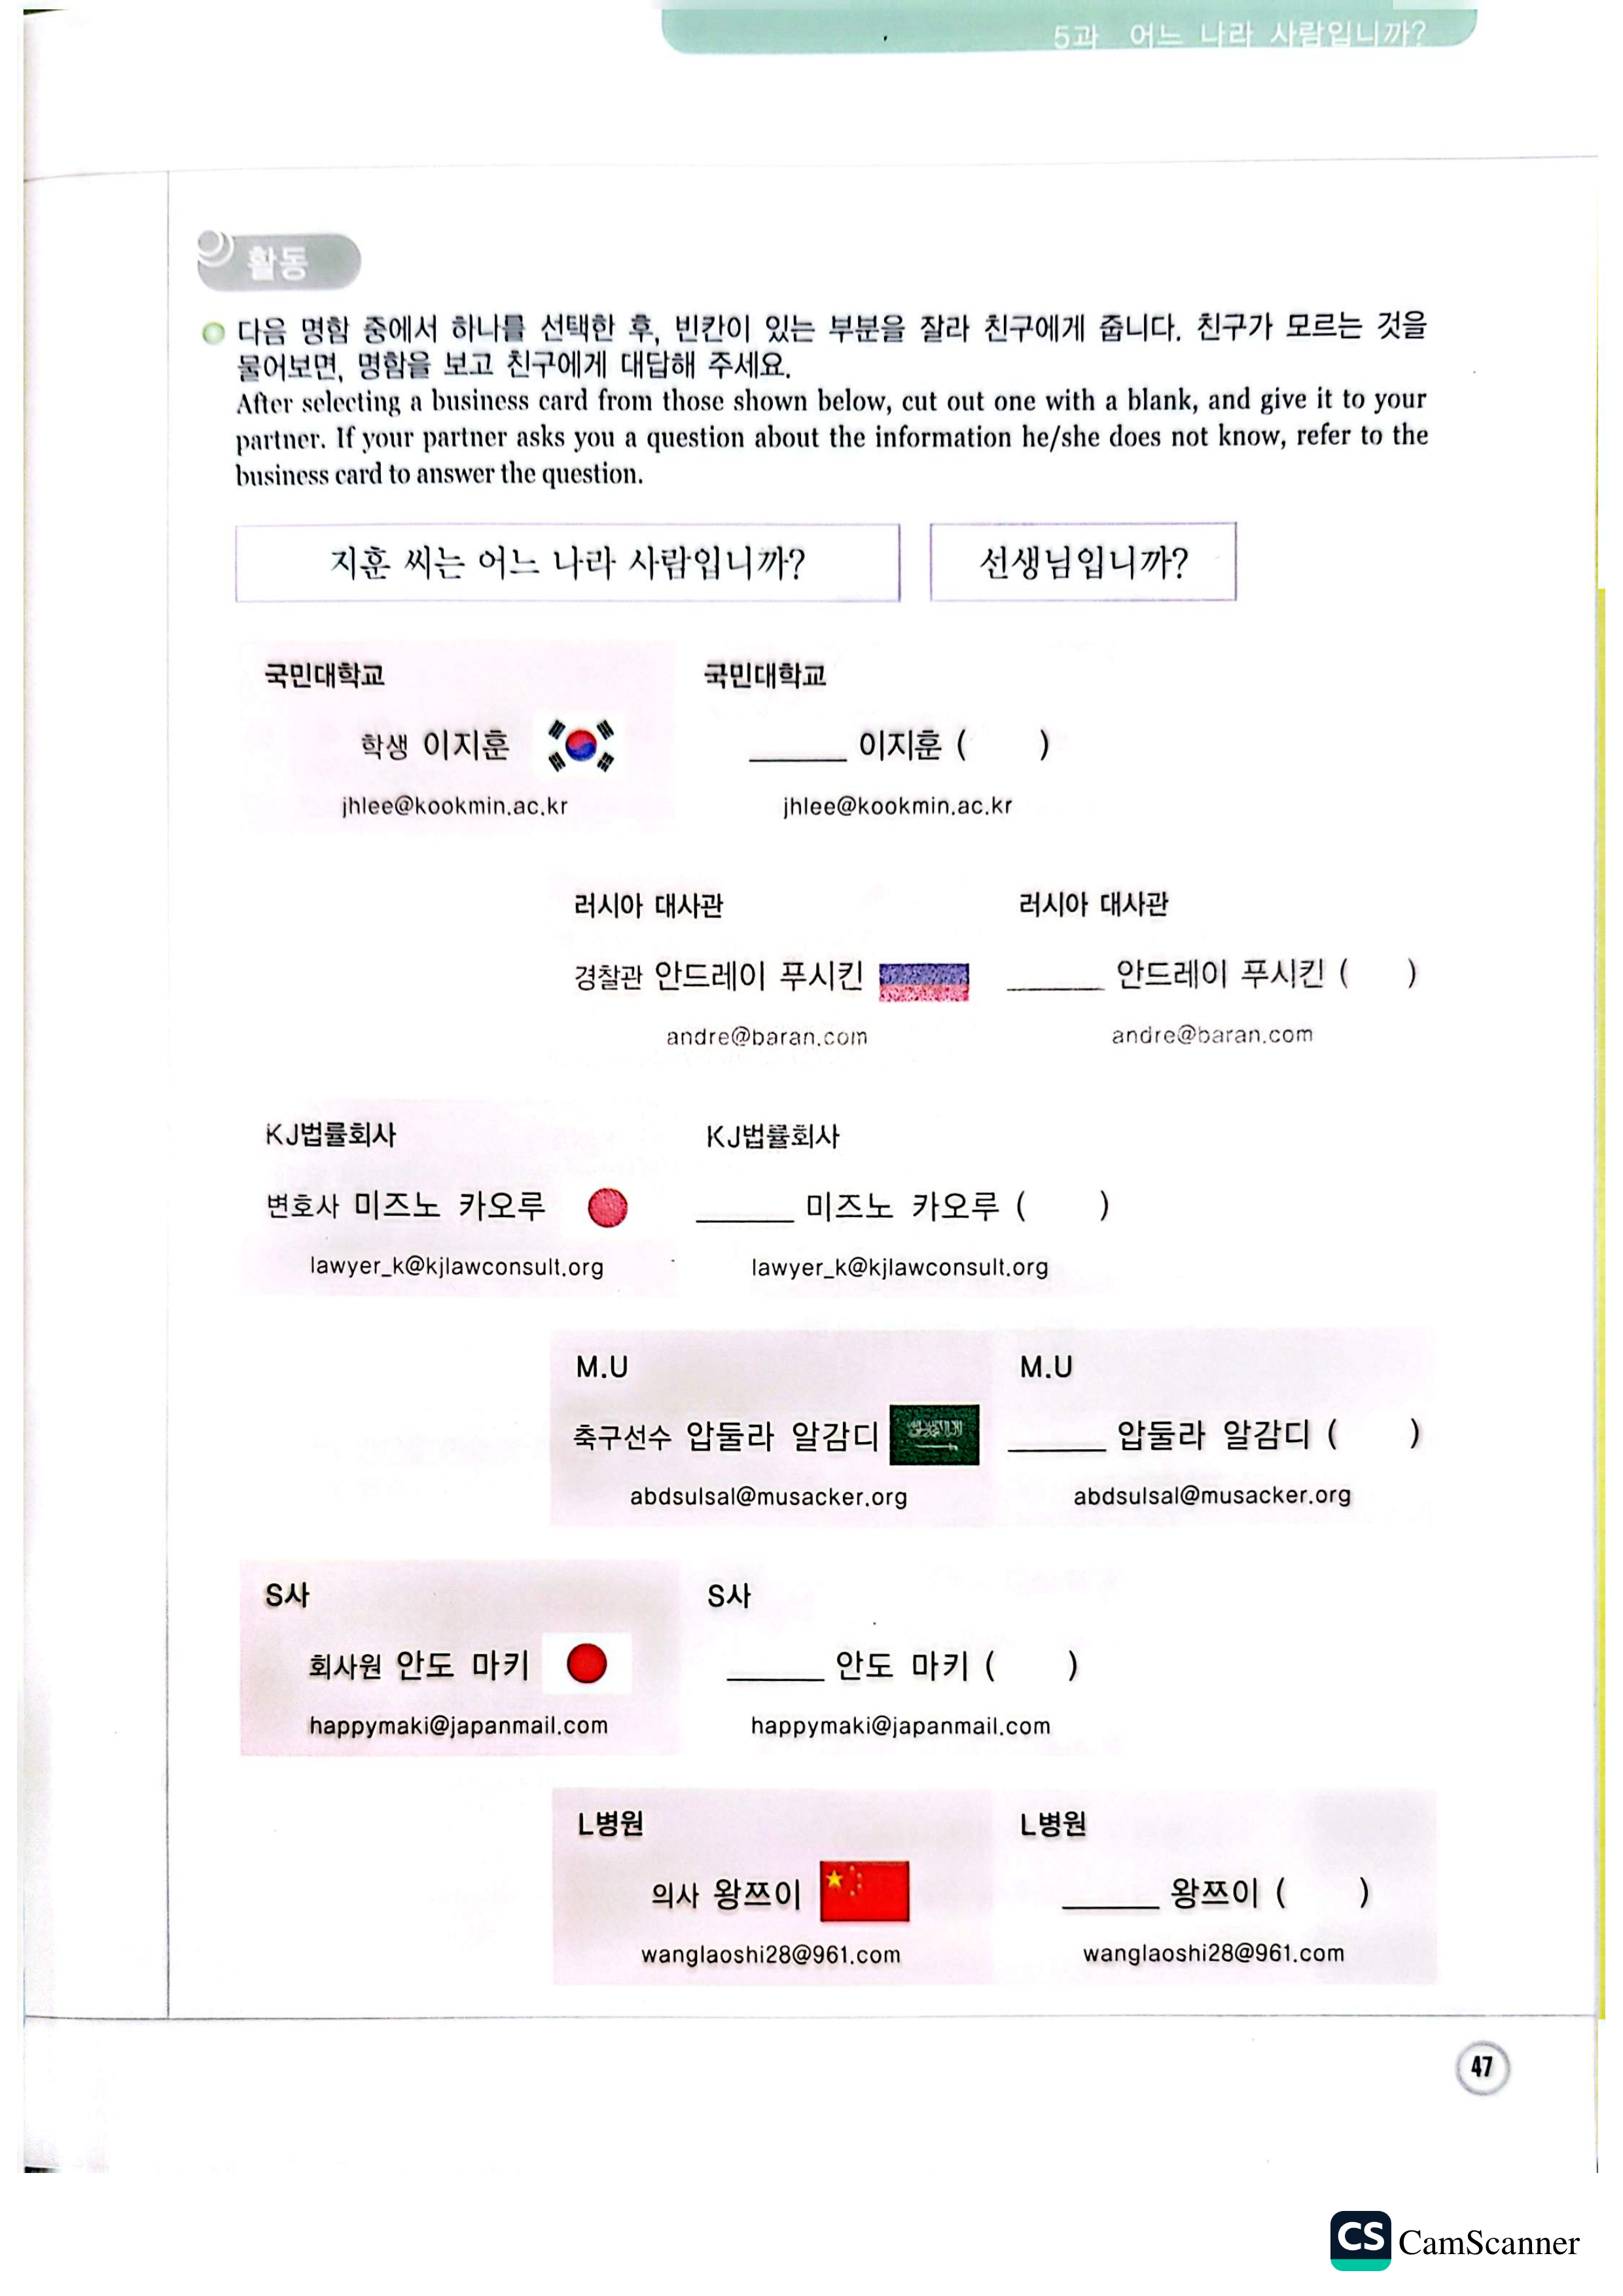 5과 어느 나라 사람입니까?
활동
다음 명함 중에서 하나를 선택한 후, 빈칸이 있는 부분을 잘라 친구에게 줍니다. 친구가 모르는 것을
물어보면, 명함을 보고 친구에게 대답해 주세요.
After selecting a business card from those shown below, cut out one with a blank, and give it to your
partner. If your partner asks you a question about the information he/she does not know, refer to the
business card to answer the question.
지훈 씨는 어느 나라 사람입니까?
선생님입니까?
국민대학교
학생 이지훈
jhlee@kookmin.ac.kr
국민대학교
______ 이지훈 (      )
jhlee@kookmin.ac.kr
러시아 대사관
경찰관 안드레이 푸시킨
andre@baran.com
러시아 대사관
______ 안드레이 푸시킨 (      )
andre@baran.com
KJ법률회사
변호사 미즈노 카오루
lawyer_k@kjlawconsult.org
KJ법률회사
______ 미즈노 카오루 (      )
lawyer_k@kjlawconsult.org
M.U
축구선수 압둘라 알감디
abdsulsal@musacker.org
M.U
______ 압둘라 알감디 (      )
abdsulsal@musacker.org
S사
회사원 안도 마키
happymaki@japanmail.com
S사
______ 안도 마키 (      )
happymaki@japanmail.com
L병원
의사 왕쯔이
wanglaoshi28@961.com
L병원
______ 왕쯔이 (      )
wanglaoshi28@961.com
47
CS CamScanner